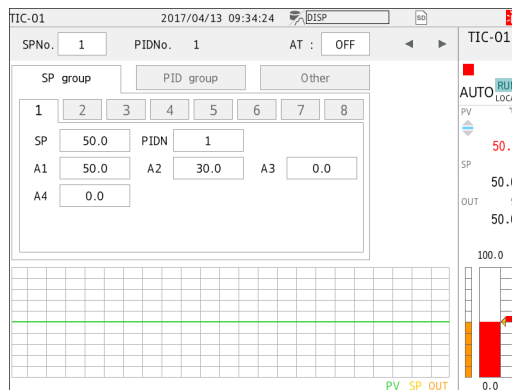 TIC-01 2017/04/13 09:34:24 DISP SD
SPNo. 1 PIDNo. 1 AT : OFF
SP group PID group Other
1 2 3 4 5 6 7 8
SP 50.0 PIDN 1
A1 50.0 A2 30.0 A3 0.0
A4 0.0
PV SP OUT
TIC-01
AUTO
PV
50.
SP
50.
OUT
50.
100.0
0.0